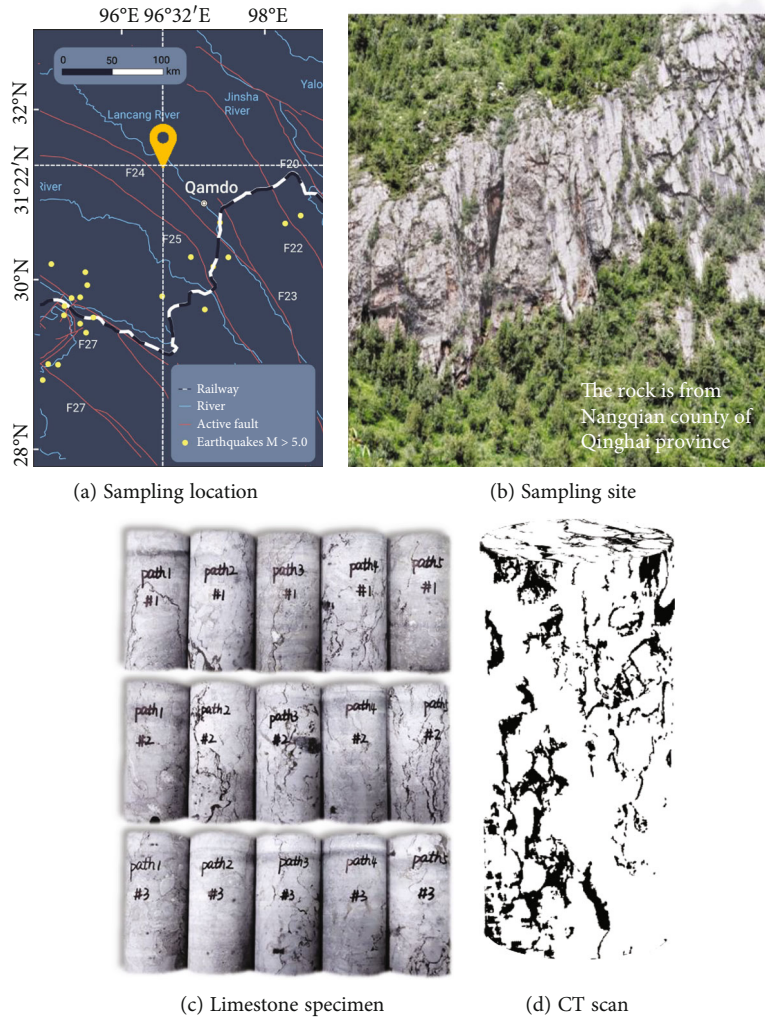 96°E 96°32′E 98°E
0 50 100
km
32°N
31°22′N
30°N
28°N
Jinsha
River
Yalo
Lancang River
F24
F20
River
Qamdo
F25
F22
F23
F27
F27
Railway
River
Active fault
Earthquakes M > 5.0
The rock is from
Nangqian county of
Qinghai province
(a) Sampling location
(b) Sampling site
path1 path2 path3 path4 path5
#1 #1 #1 #1 #1
path1 path2 path3 path4 path5
#2 #2 #2 #2 #2
path1 path2 path3 path4 path5
#3 #3 #3 #3 #3
(c) Limestone specimen
(d) CT scan